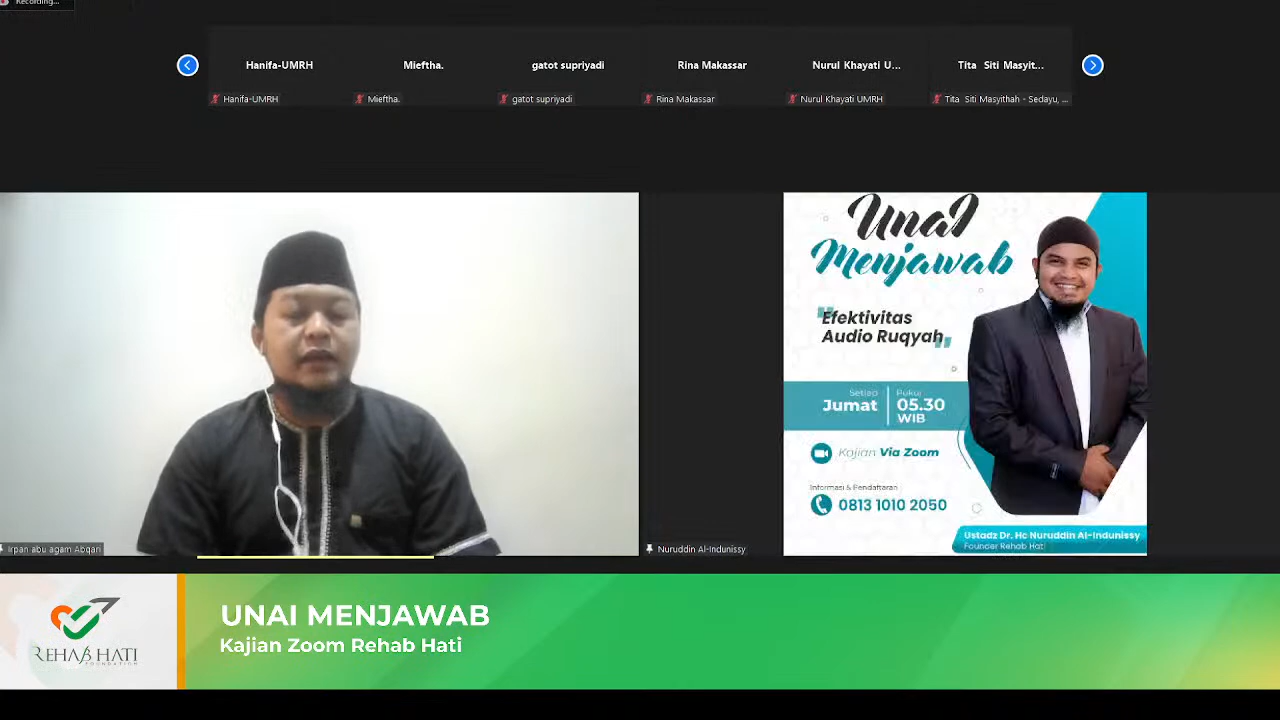 Recording...
Hanifa-UMRH
Mieftha.
gatot supriyadi
Rina Makassar
Nurul Khayati U...
Tita Siti Masyit...
Hanifa-UMRH
Mieftha.
gatot supriyadi
Rina Makassar
Nurul Khayati UMRH
Tita Siti Masyithah - Sedayu, ...
UnaI
Menjawab
"Efektivitas
Audio Ruqyah"
Setiap
Jumat
Pukul
05.30
WIB
Kajian Via Zoom
Informasi & Pendaftaran
0813 1010 2050
Ustadz Dr. Hc Nuruddin Al-Indunissy
Founder Rehab Hati
Irpan abu agam Abqari
Nuruddin Al-Indunissy
REHAB HATI
FOUNDATION
UNAI MENJAWAB
Kajian Zoom Rehab Hati